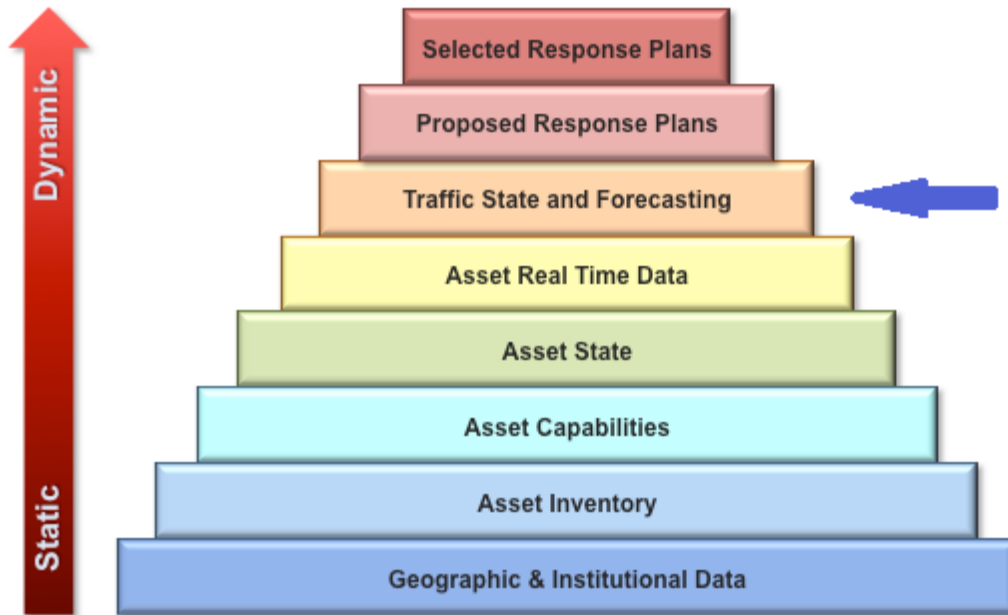 Dynamic
Static
Selected Response Plans
Proposed Response Plans
Traffic State and Forecasting
Asset Real Time Data
Asset State
Asset Capabilities
Asset Inventory
Geographic & Institutional Data